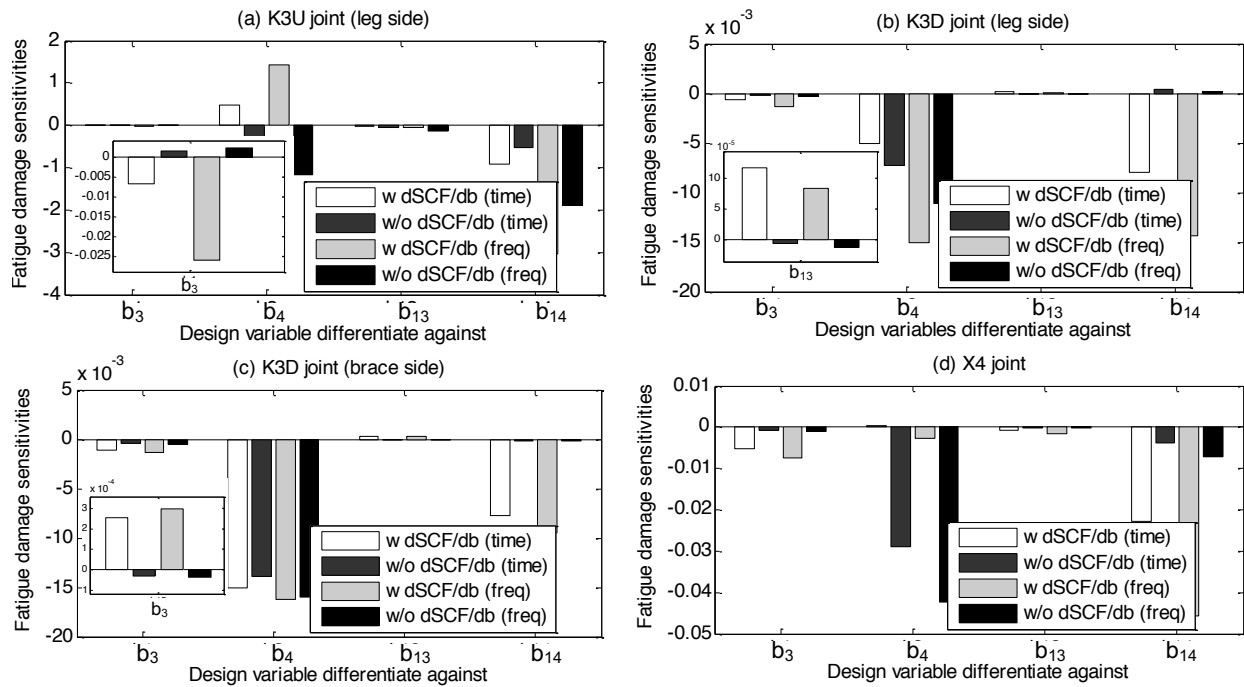 (a) K3U joint (leg side)
Fatigue damage sensitivities
2
1
0
-1
-2
-3
-4
0
-0.005
-0.01
-0.015
-0.02
-0.025
b3
w dSCF/db (time)
w/o dSCF/db (time)
w dSCF/db (freq)
w/o dSCF/db (freq)
b3
b4
b13
b14
Design variable differentiate against
(b) K3D joint (leg side)
x 10-3
Fatigue damage sensitivities
5
0
-5
-10
-15
-20
10-5
10
5
0
b13
w dSCF/db (time)
w/o dSCF/db (time)
w dSCF/db (freq)
w/o dSCF/db (freq)
b3
b4
b13
b14
Design variables differentiate against
(c) K3D joint (brace side)
x 10-3
Fatigue damage sensitivities
5
0
-5
-10
-15
-20
x 10-4
3
2
4
0
1
b3
w dSCF/db (time)
w/o dSCF/db (time)
w dSCF/db (freq)
w/o dSCF/db (freq)
b3
b4
b13
b14
Design variable differentiate against
(d) X4 joint
Fatigue damage sensitivities
0.01
0
-0.01
-0.02
-0.03
-0.04
-0.05
w dSCF/db (time)
w/o dSCF/db (time)
w dSCF/db (freq)
w/o dSCF/db (freq)
b3
b4
b13
b14
Design variable differentiate against